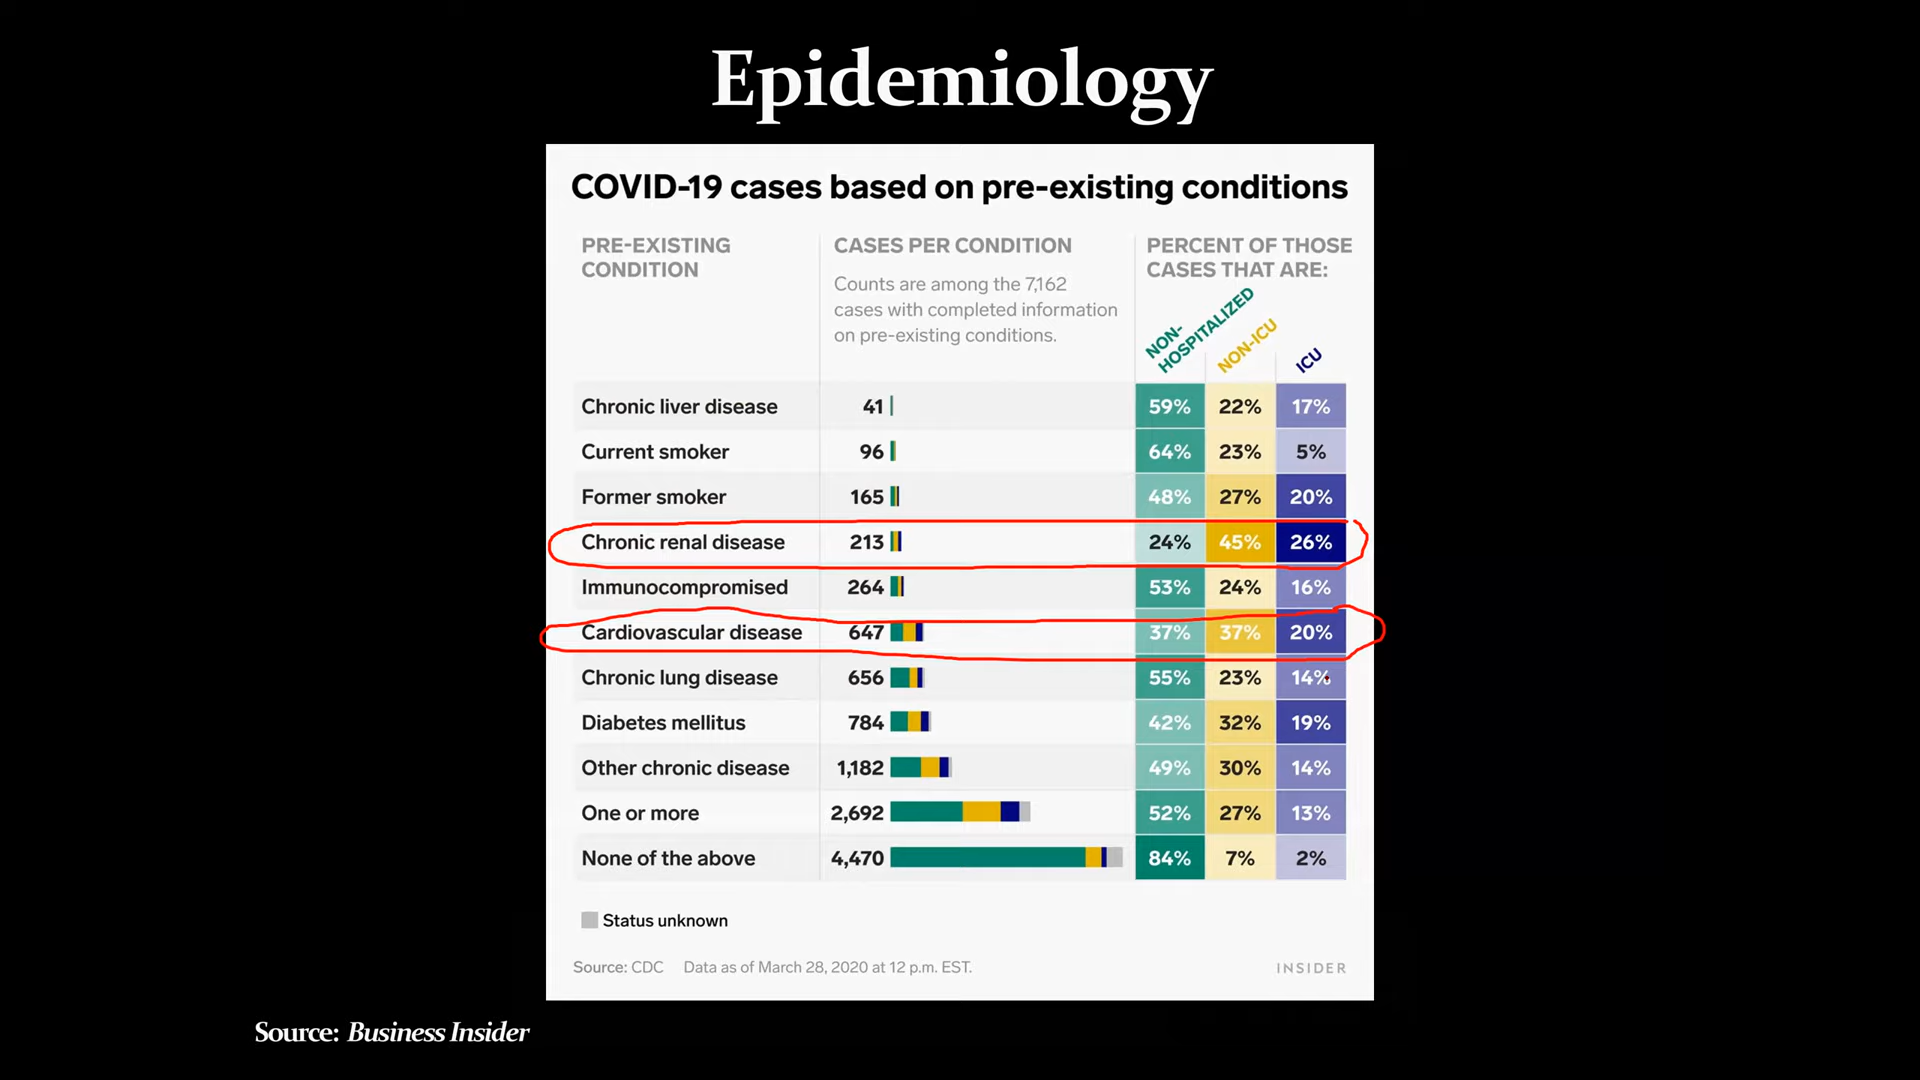 Epidemiology
COVID-19 cases based on pre-existing conditions
PRE-EXISTING
CONDITION
CASES PER CONDITION
Counts are among the 7,162
cases with completed information
on pre-existing conditions.
PERCENT OF THOSE
CASES THAT ARE:
NON-
HOSPITALIZED
NON-ICU
ICU
Chronic liver disease 41 59% 22% 17%
Current smoker 96 64% 23% 5%
Former smoker 165 48% 27% 20%
Chronic renal disease 213 24% 45% 26%
Immunocompromised 264 53% 24% 16%
Cardiovascular disease 647 37% 37% 20%
Chronic lung disease 656 55% 23% 14%
Diabetes mellitus 784 42% 32% 19%
Other chronic disease 1,182 49% 30% 14%
One or more 2,692 52% 27% 13%
None of the above 4,470 84% 7% 2%
Status unknown
Source: CDC Data as of March 28, 2020 at 12 p.m. EST. INSIDER
Source: Business Insider